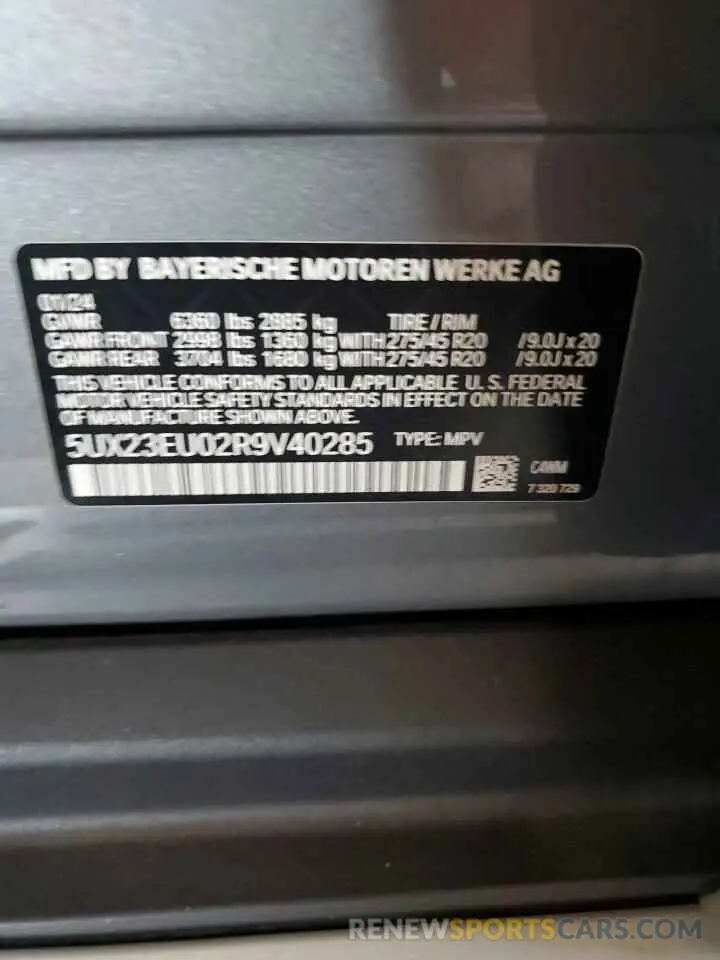 MFD BY BAYERISCHE MOTOREN WERKE AG
01/24
GVWR 6360 lbs 2885 kg TIRE / RIM
GAWR FRONT 2998 lbs 1360 kg WITH 275/45 R20 / 9.0J x 20
GAWR REAR 3704 lbs 1680 kg WITH 275/45 R20 / 9.0J x 20
THIS VEHICLE CONFORMS TO ALL APPLICABLE U. S. FEDERAL
MOTOR VEHICLE SAFETY STANDARDS IN EFFECT ON THE DATE
OF MANUFACTURE SHOWN ABOVE.
5UX23EU02R9V40285 TYPE: MPV
CANM
7 320 729
RENEWSPORTSCARS.COM